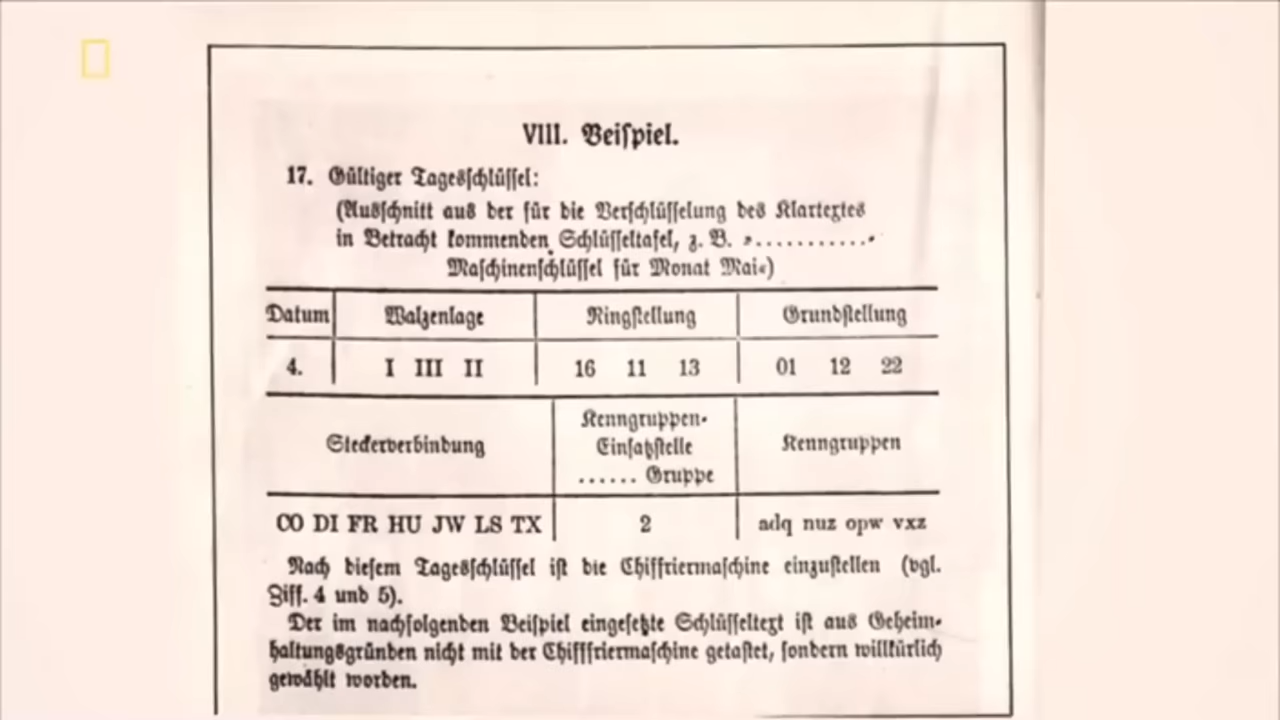 VIII. Beiſpiel.
17. Gültiger Tagesſchlüſſel:
(Ausſchnitt aus der für die Verſchlüſſelung des Klartextes
in Betracht kommenden Schlüſſeltafel, z. B. »...........
Maſchinenſchlüſſel für Monat Mai«)
Datum Walzenlage Ringſtellung Grundſtellung
4. I III II 16 11 13 01 12 22
Steckerverbindung Kenngruppen-
Einſatzſtelle
...... Gruppe Kenngruppen
CO DI FR HU JW LS TX 2 adq nuz opw vxz
Nach dieſem Tagesſchlüſſel iſt die Chiffriermaſchine einzuſtellen (vgl.
Ziff. 4 und 5).
Der im nachfolgenden Beiſpiel eingeſetzte Schlüſſeltext iſt aus Geheim-
haltungsgründen nicht mit der Chifffriermaſchine getaſtet, ſondern willkürlich
gewählt worden.